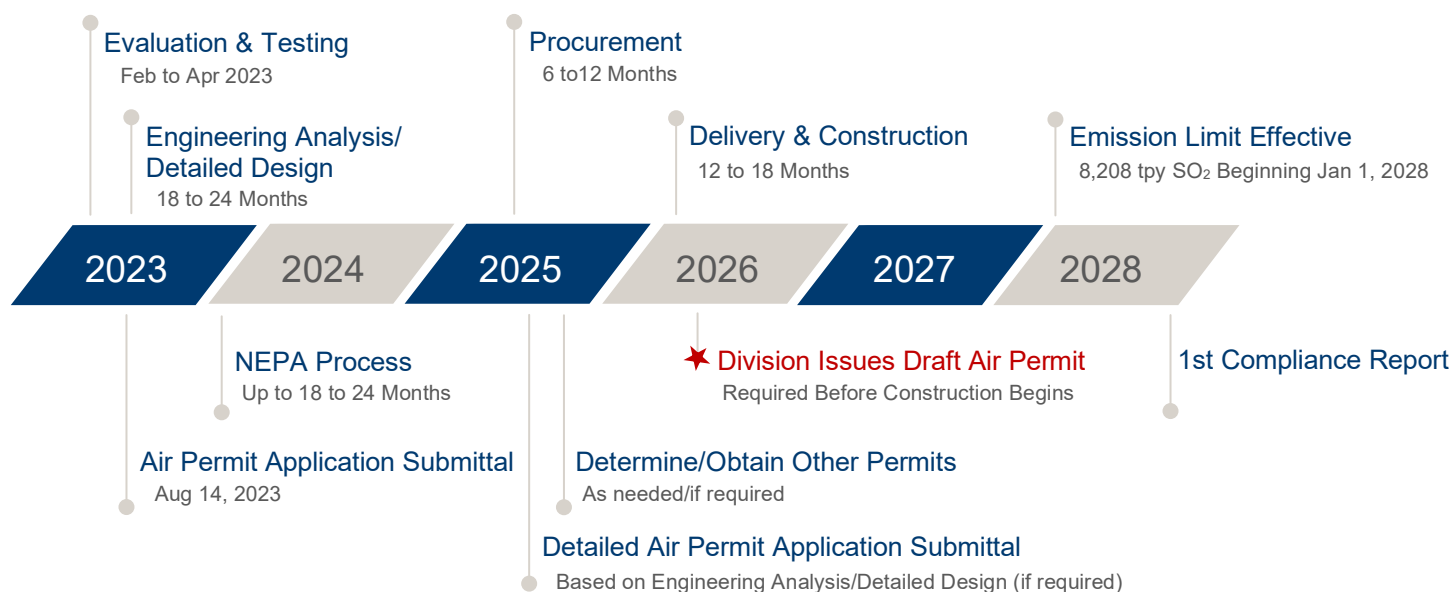 Evaluation & Testing
Feb to Apr 2023
Procurement
6 to12 Months
Engineering Analysis/
Detailed Design
18 to 24 Months
Delivery & Construction
12 to 18 Months
Emission Limit Effective
8,208 tpy SO₂ Beginning Jan 1, 2028
2023
2024
2025
2026
2027
2028
NEPA Process
Up to 18 to 24 Months
Division Issues Draft Air Permit
Required Before Construction Begins
1st Compliance Report
Air Permit Application Submittal
Aug 14, 2023
Determine/Obtain Other Permits
As needed/if required
Detailed Air Permit Application Submittal
Based on Engineering Analysis/Detailed Design (if required)